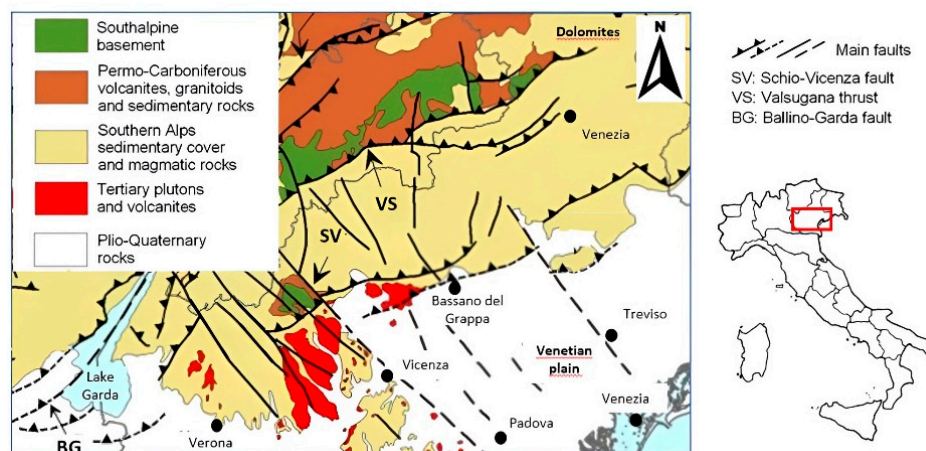 Southalpine
basement
Permo-Carboniferous
volcanites, granitoids
and sedimentary rocks
Southern Alps
sedimentary cover
and magmatic rocks
Tertiary plutons
and volcanites
Plio-Quaternary
rocks
Dolomites
N
Venezia
VS
SV
Bassano del
Grappa
Treviso
Vicenza
Venetian
plain
Lake
Garda
Venezia
Padova
Verona
BG
Main faults
SV: Schio-Vicenza fault
VS: Valsugana thrust
BG: Ballino-Garda fault